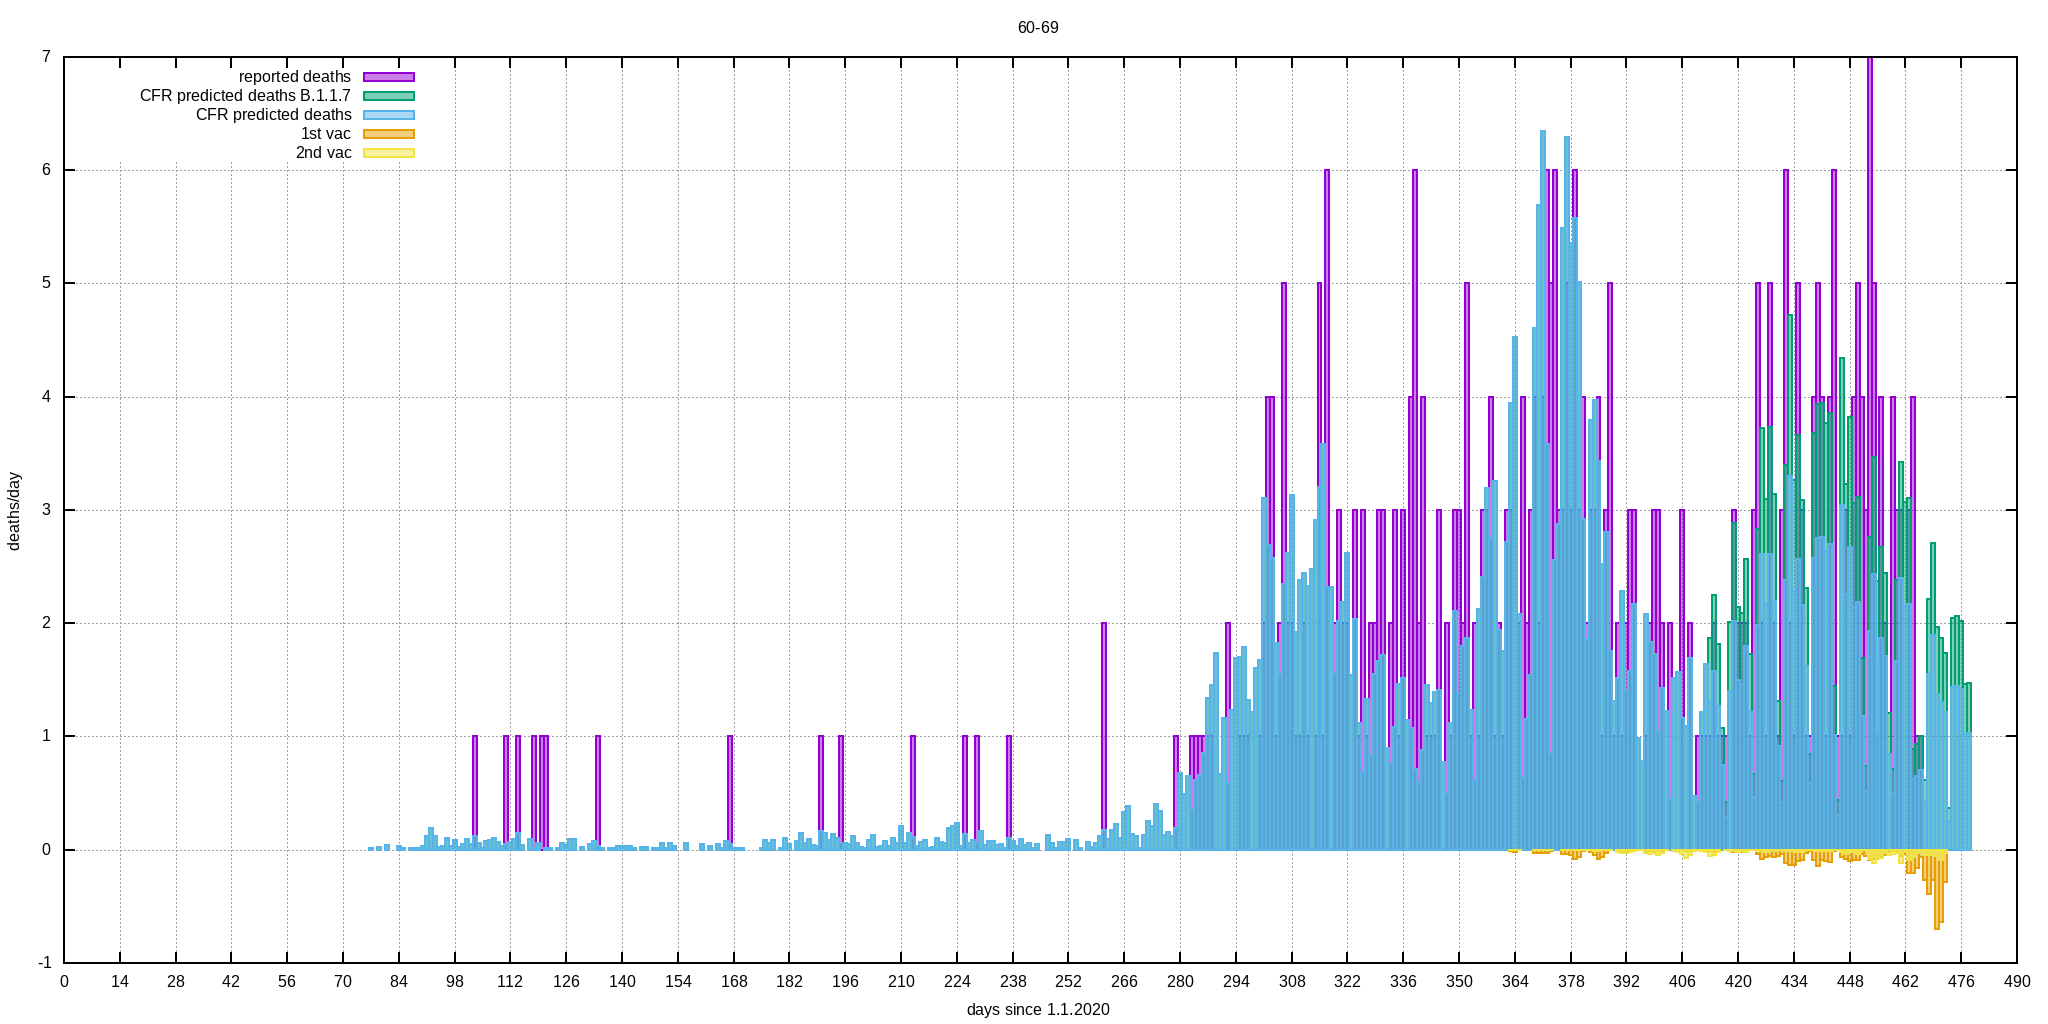 60-69
7
6
5
4
3
2
1
0
-1
deaths/day
reported deaths
CFR predicted deaths B.1.1.7
CFR predicted deaths
1st vac
2nd vac
0 14 28 42 56 70 84 98 112 126 140 154 168 182 196 210 224 238 252 266 280 294 308 322 336 350 364 378 392 406 420 434 448 462 476 490
days since 1.1.2020